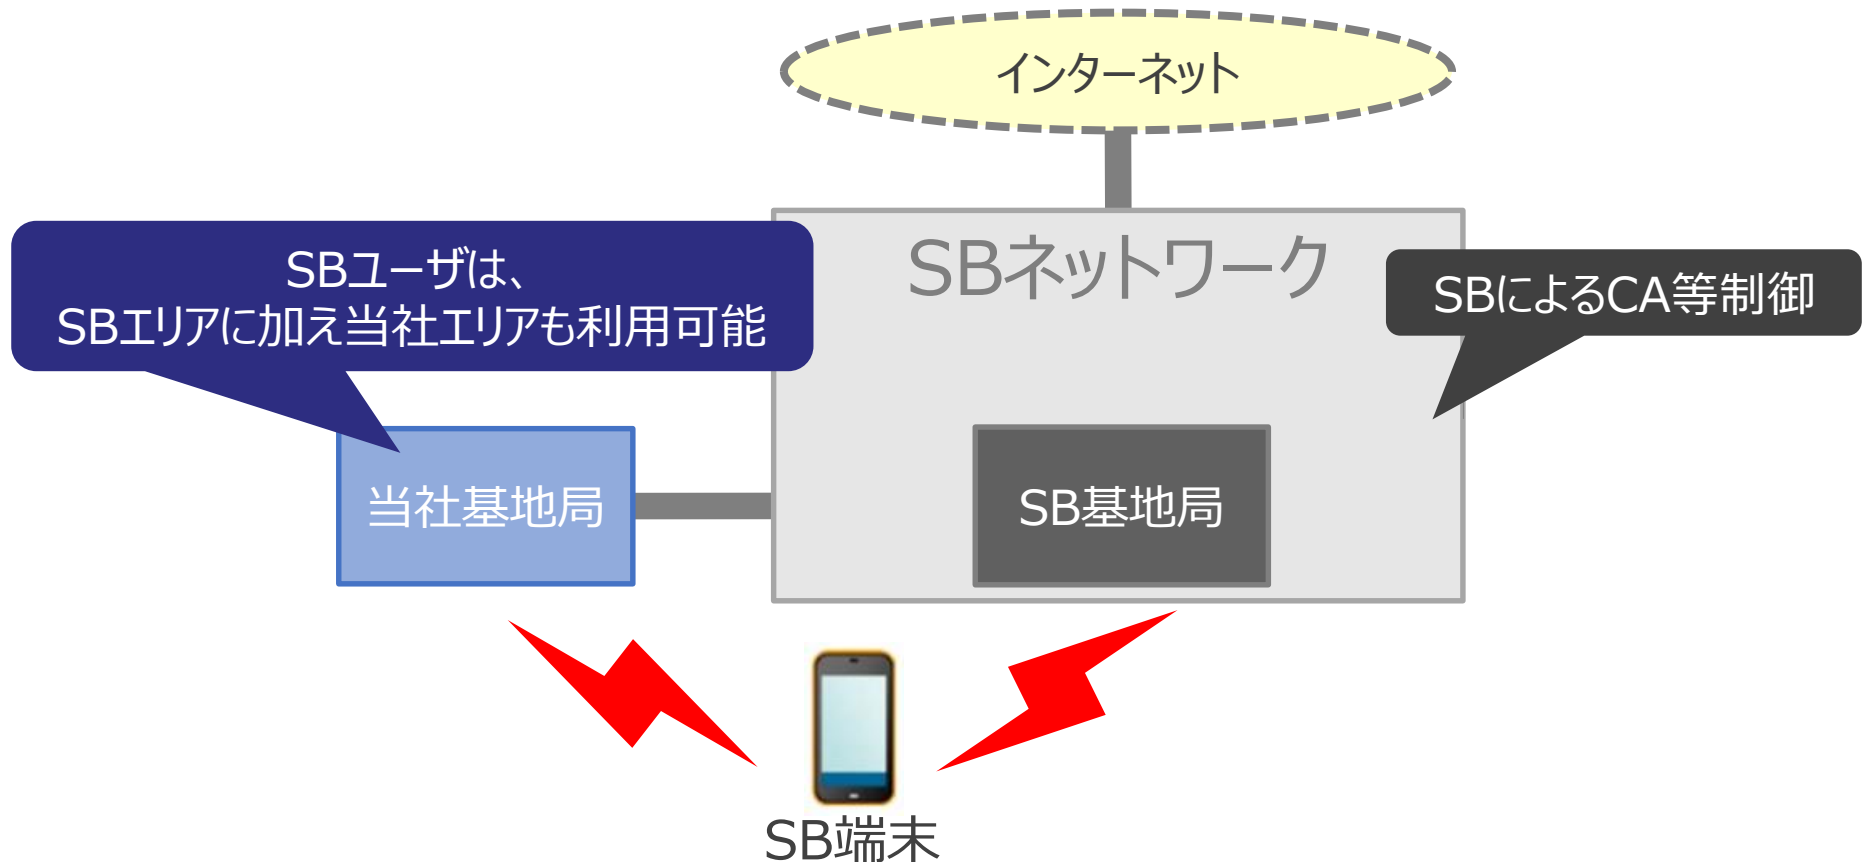 インターネット
SBネットワーク
SBユーザは、
SBエリアに加え当社エリアも利用可能
SBによるCA等制御
当社基地局
SB基地局
SB端末